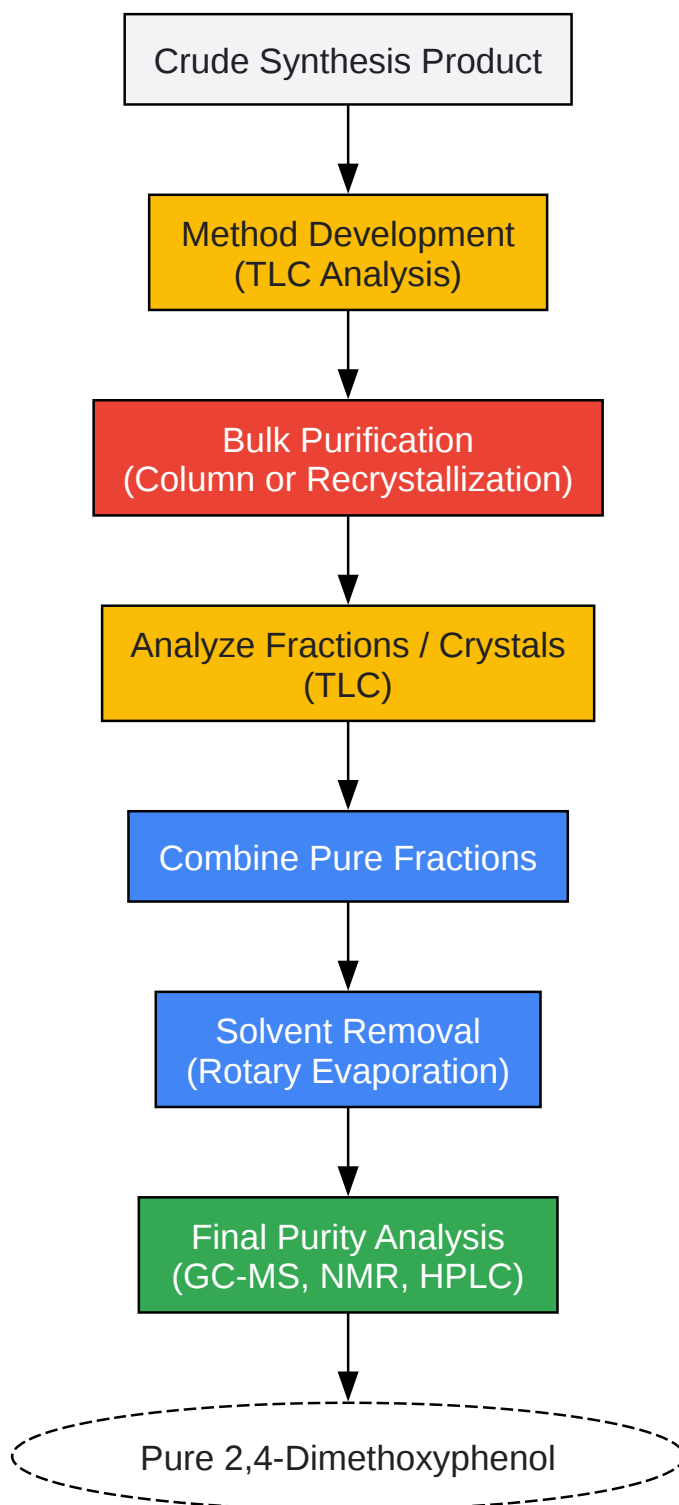 Crude Synthesis Product
Method Development
(TLC Analysis)
Bulk Purification
(Column or Recrystallization)
Analyze Fractions / Crystals
(TLC)
Combine Pure Fractions
Solvent Removal
(Rotary Evaporation)
Final Purity Analysis
(GC-MS, NMR, HPLC)
Pure 2,4-Dimethoxyphenol